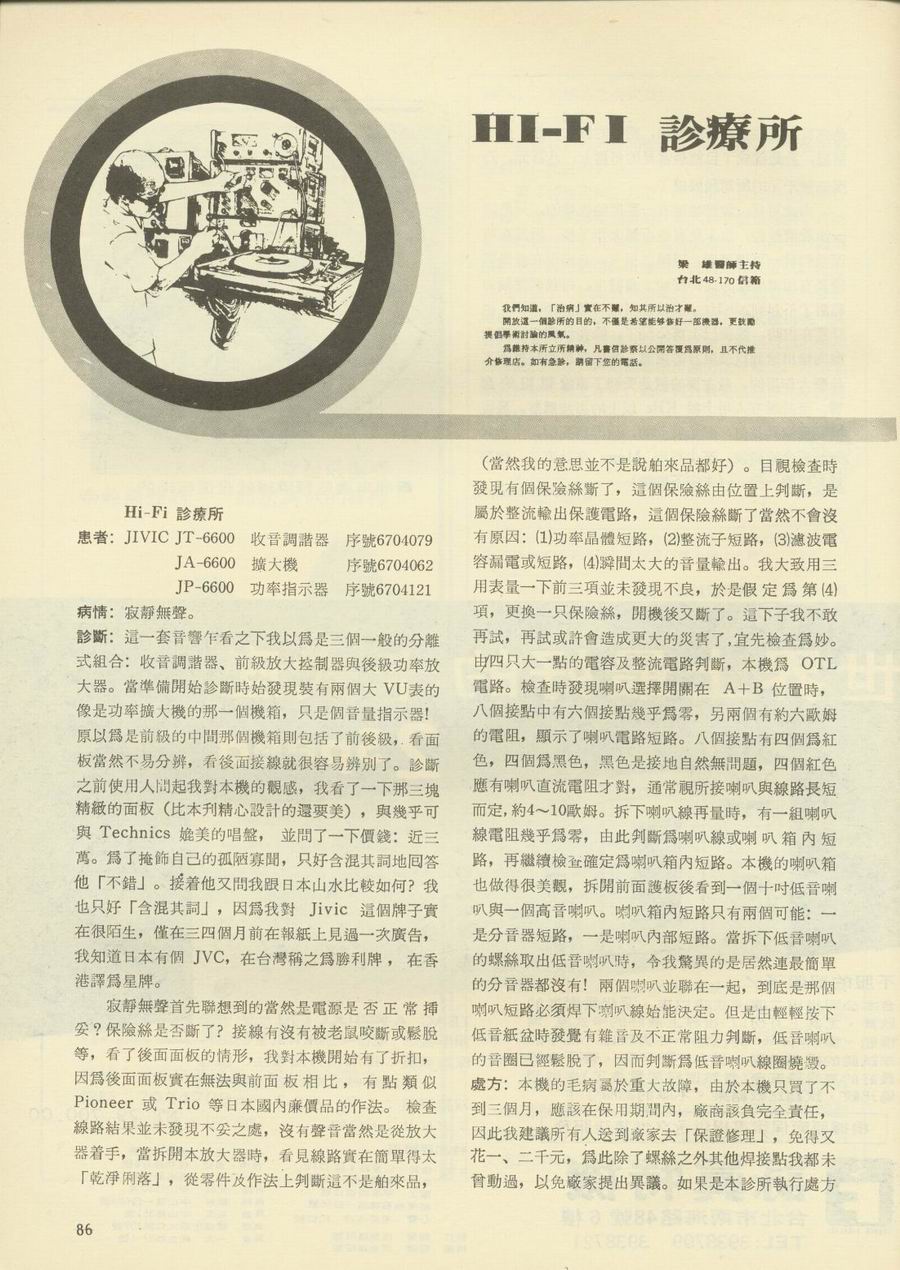 HI-FI 診療所
梁　雄醫師主持
台北48-170信箱
我們知道，「治病」實在不難，知其所以治才難。
開放這一個診所的目的，不僅是希望能够修好一部機器，更鼓勵
提倡學術討論的風氣。
爲維持本所立所精神，凡書信診察以公開答覆爲原則，且不代推
介修理店。如有急診，請留下您的電話。
Hi-Fi 診療所
患者：JIVIC JT-6600　收音調諧器　序號6704079
JA-6600　擴大機　序號6704062
JP-6600　功率指示器　序號6704121
病情：寂靜無聲。
診斷：這一套音響乍看之下我以爲是三個一般的分離
式組合：收音調諧器、前級放大控制器與後級功率放
大器。當準備開始診斷時始發現裝有兩個大 VU表的
像是功率擴大機的那一個機箱，只是個音量指示器！
原以爲是前級的中間那個機箱則包括了前後級，看面
板當然不易分辨，看後面接線就很容易辨別了。診斷
之前使用人問起我對本機的觀感，我看了一下那三塊
精緻的面板（比本刋精心設計的還要美），與幾乎可
與 Technics 媲美的唱盤， 並問了一下價錢：近三
萬。爲了掩飾自己的孤陋寡聞，只好含混其詞地回答
他「不錯」。接着他又問我跟日本山水比較如何？我
也只好「含混其詞」，因爲我對 Jivic 這個牌子實
在很陌生，僅在三四個月前在報紙上見過一次廣告，
我知道日本有個 JVC，在台灣稱之爲勝利牌 ， 在香
港譯爲星牌。
寂靜無聲首先聯想到的當然是電源是否正常揷
妥？保險絲是否斷了？接線有沒有被老鼠咬斷或鬆脫
等，看了後面面板的情形，我對本機開始有了折扣，
因爲後面面板實在無法與前面板相比，有點類似
Pioneer 或 Trio 等日本國內廉價品的作法。 檢查
線路結果並未發現不妥之處，沒有聲音當然是從放大
器着手，當拆開本放大器時，看見線路實在簡單得太
「乾淨俐落」，從零件及作法上判斷這不是舶來品，
（當然我的意思並不是說舶來品都好）。目視檢查時
發現有個保險絲斷了，這個保險絲由位置上判斷，是
屬於整流輸出保護電路，這個保險絲斷了當然不會沒
有原因：⑴功率晶體短路，⑵整流子短路，⑶濾波電
容漏電或短路，⑷瞬間太大的音量輸出。我大致用三
用表量一下前三項並未發現不良，於是假定爲第⑷
項，更換一只保險絲，開機後又斷了。這下子我不敢
再試，再試或許會造成更大的災害了，宜先檢查爲妙。
由四只大一點的電容及整流電路判斷，本機爲 OTL
電路。檢查時發現喇叭選擇開關在 A＋B 位置時，
八個接點中有六個接點幾乎爲零，另兩個有約六歐姆
的電阻，顯示了喇叭電路短路。八個接點有四個爲紅
色，四個爲黑色，黑色是接地自然無問題，四個紅色
應有喇叭直流電阻才對，通常視所接喇叭與線路長短
而定，約4～10歐姆。拆下喇叭線再量時，有一組喇叭
線電阻幾乎爲零，由此判斷爲喇叭線或喇叭箱內短
路，再繼續檢查確定爲喇叭箱內短路。本機的喇叭箱
也做得很美觀，拆開前面護板後看到一個十吋低音喇
叭與一個高音喇叭。喇叭箱內短路只有兩個可能：一
是分音器短路，一是喇叭內部短路。當拆下低音喇叭
的螺絲取出低音喇叭時，令我驚異的是居然連最簡單
的分音器都沒有！兩個喇叭並聯在一起，到底是那個
喇叭短路必須焊下喇叭線始能決定。但是由輕輕按下
低音紙盆時發覺有雜音及不正常阻力判斷，低音喇叭
的音圈已經鬆脫了，因而判斷爲低音喇叭線圈燒燬。
處方：本機的毛病屬於重大故障，由於本機只買了不
到三個月，應該在保用期間內，廠商該負完全責任，
因此我建議所有人送到廠家去「保證修理」，免得又
花一、二千元，爲此除了螺絲之外其他焊接點我都未
曾動過，以免廠家提出異議。如果是本診所執行處方
86